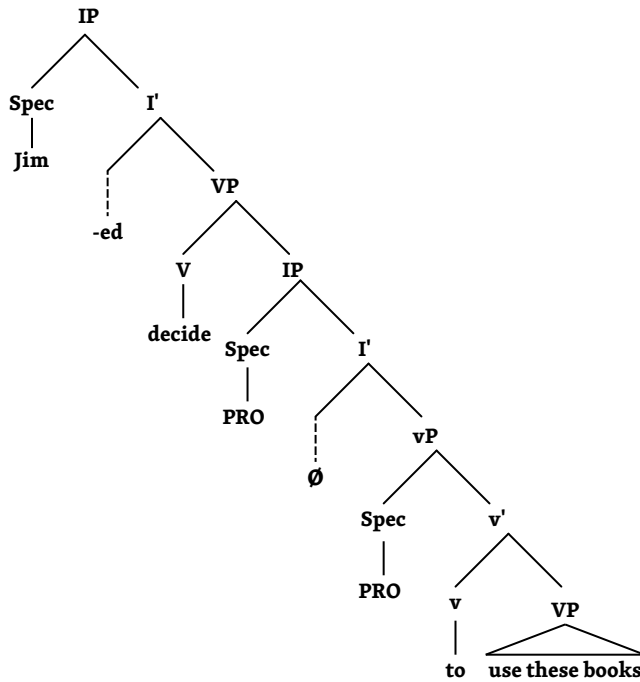 IP
Spec I'
Jim
VP
-ed
V IP
decide
Spec I'
PRO
vP
Ø
Spec v'
PRO
v VP
to use these books